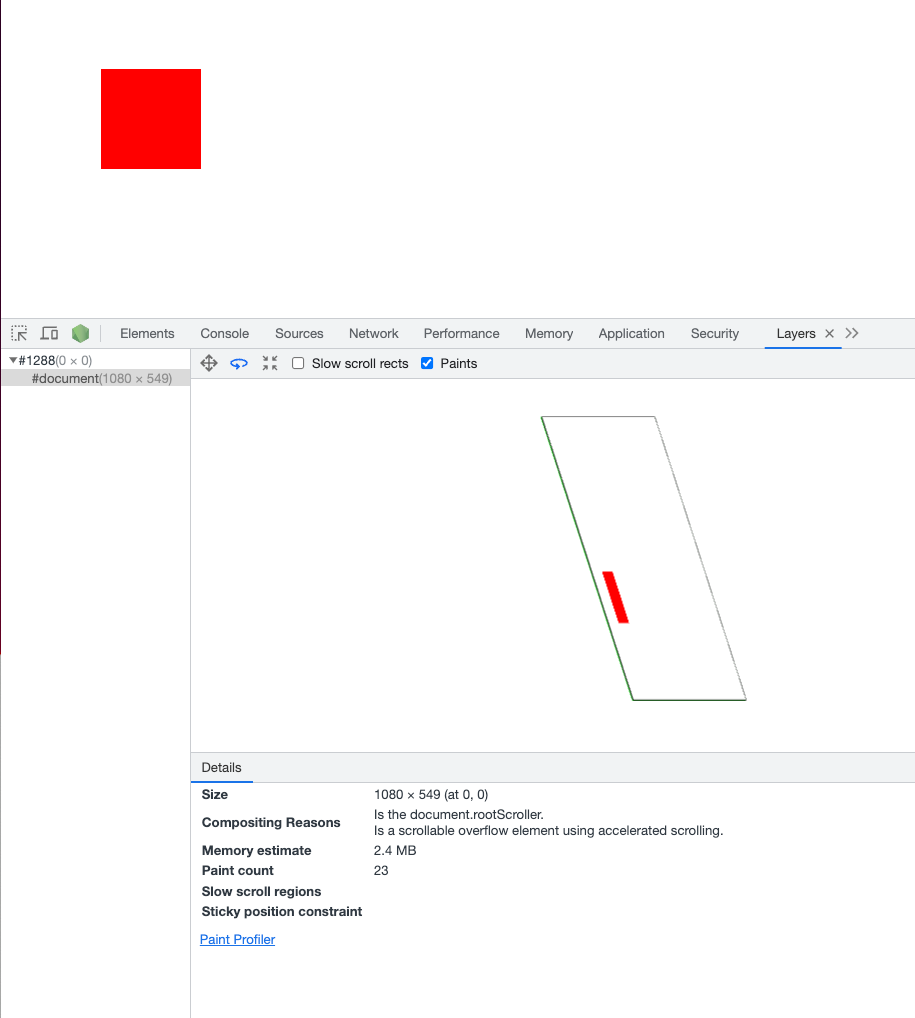 Elements Console Sources Network Performance Memory Application Security Layers
#1288(0 × 0)
#document(1080 × 549)
Slow scroll rects Paints
Details
Size 1080 × 549 (at 0, 0)
Compositing Reasons Is the document.rootScroller.
Is a scrollable overflow element using accelerated scrolling.
Memory estimate 2.4 MB
Paint count 23
Slow scroll regions
Sticky position constraint
Paint Profiler